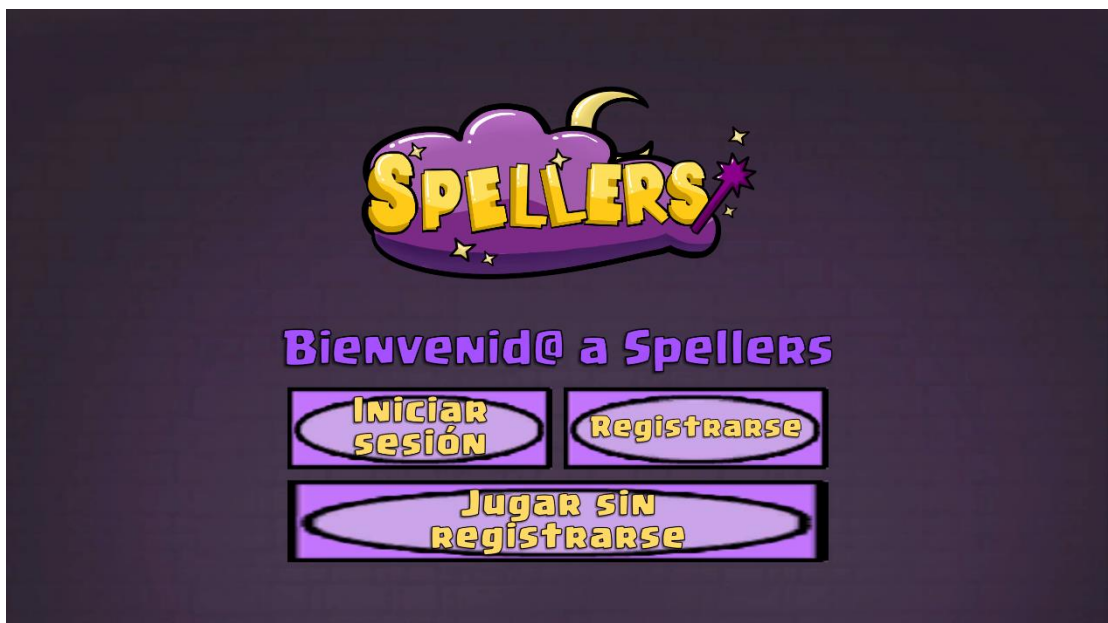 SPELLERS
Bienvenid@ a Spellers
Iniciar
sesión
Registrarse
Jugar sin
registrarse